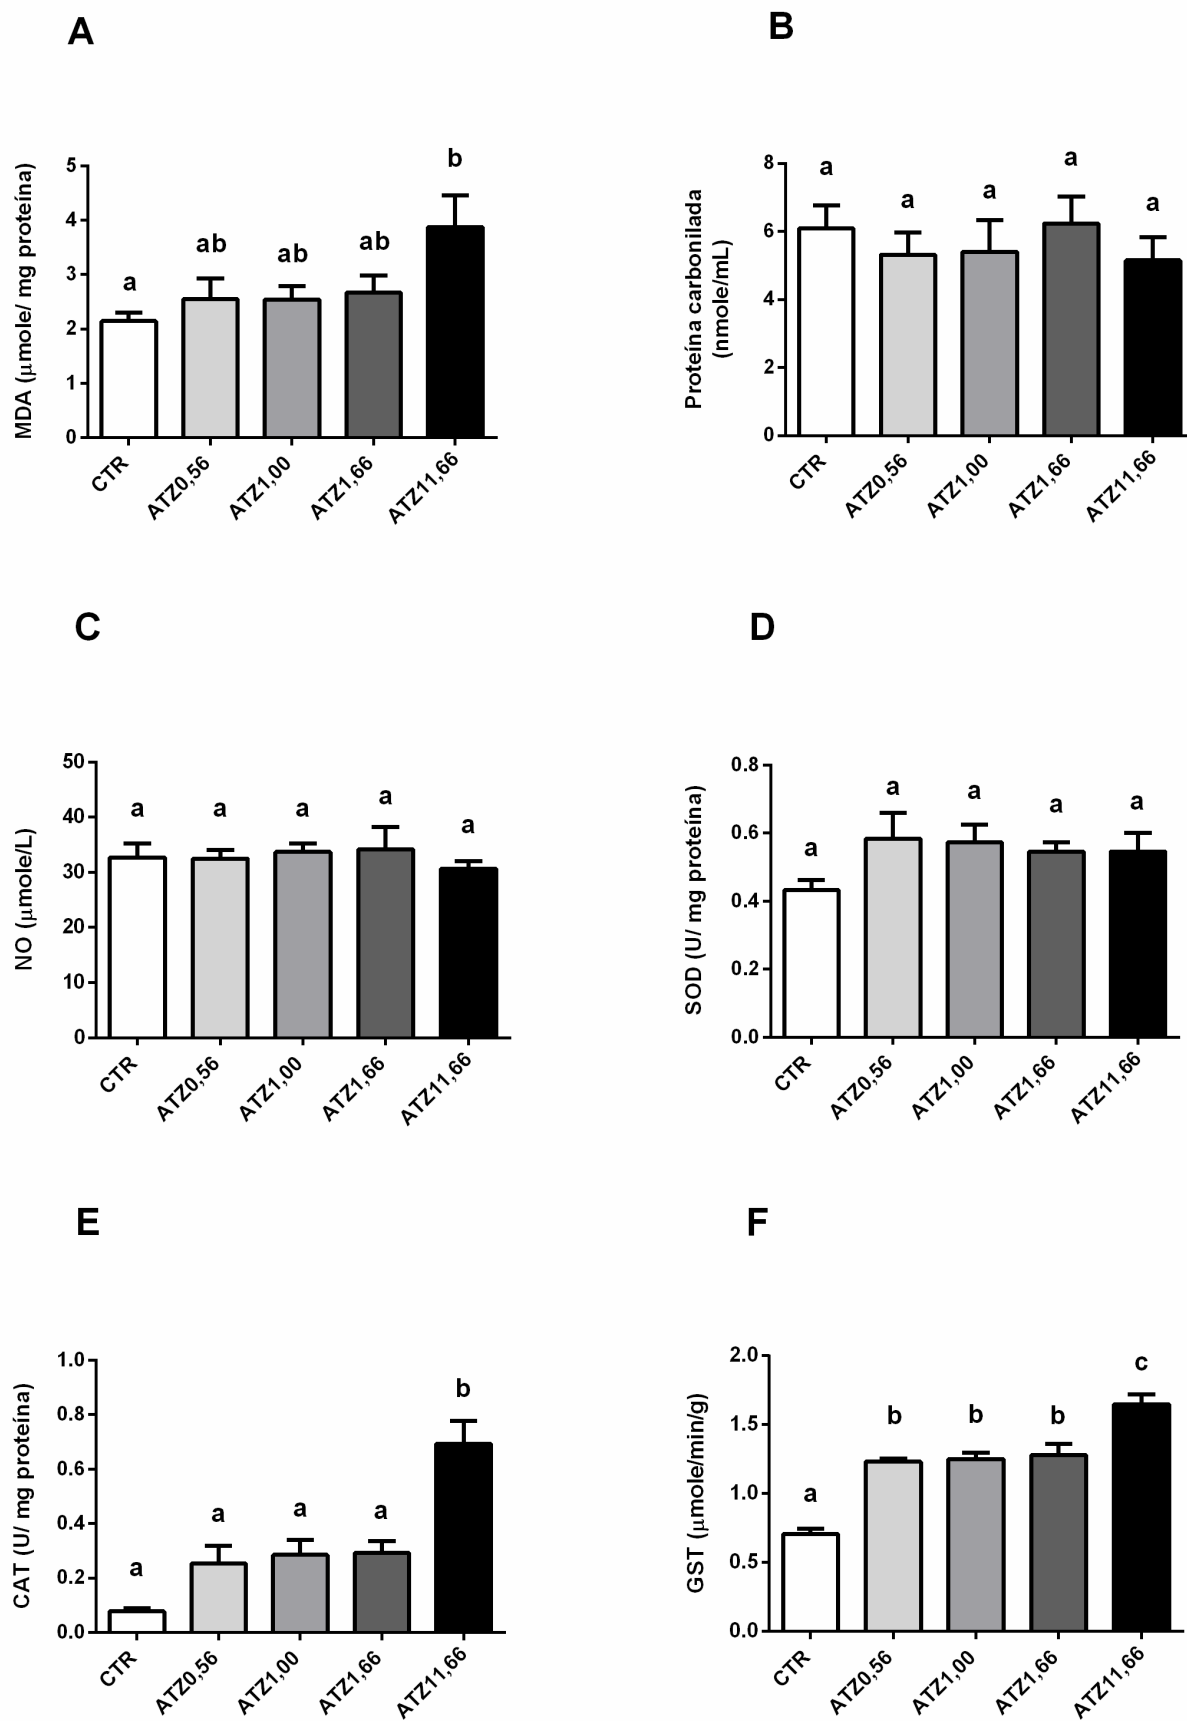 A
MDA (µmole/ mg proteína)
5
4
3
2
1
0
a
ab
ab
ab
b
CTR
ATZ0,56
ATZ1,00
ATZ1,66
ATZ11,66
B
Proteína carbonilada
(nmole/mL)
8
6
4
2
0
a
a
a
a
a
CTR
ATZ0,56
ATZ1,00
ATZ1,66
ATZ11,66
C
NO (µmole/L)
50
40
30
20
10
0
a
a
a
a
a
CTR
ATZ0,56
ATZ1,00
ATZ1,66
ATZ11,66
D
SOD (U/ mg proteína)
0.8
0.6
0.4
0.2
0.0
a
a
a
a
a
CTR
ATZ0,56
ATZ1,00
ATZ1,66
ATZ11,66
E
CAT (U/ mg proteína)
1.0
0.8
0.6
0.4
0.2
0.0
a
a
a
a
b
CTR
ATZ0,56
ATZ1,00
ATZ1,66
ATZ11,66
F
GST (µmole/min/g)
2.0
1.5
1.0
0.5
0.0
a
b
b
b
c
CTR
ATZ0,56
ATZ1,00
ATZ1,66
ATZ11,66